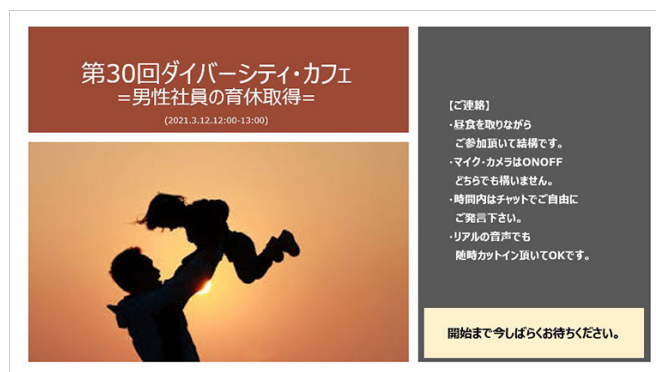 第30回ダイバーシティ・カフェ
=男性社員の育休取得=
(2021.3.12.12:00-13:00)
【ご連絡】
・昼食を取りながら
ご参加頂いて結構です。
・マイク・カメラはONOFF
どちらでも構いません。
・時間内はチャットでご自由に
ご発言下さい。
・リアルの音声でも
随時カットイン頂いてOKです。
開始まで今しばらくお待ちください。